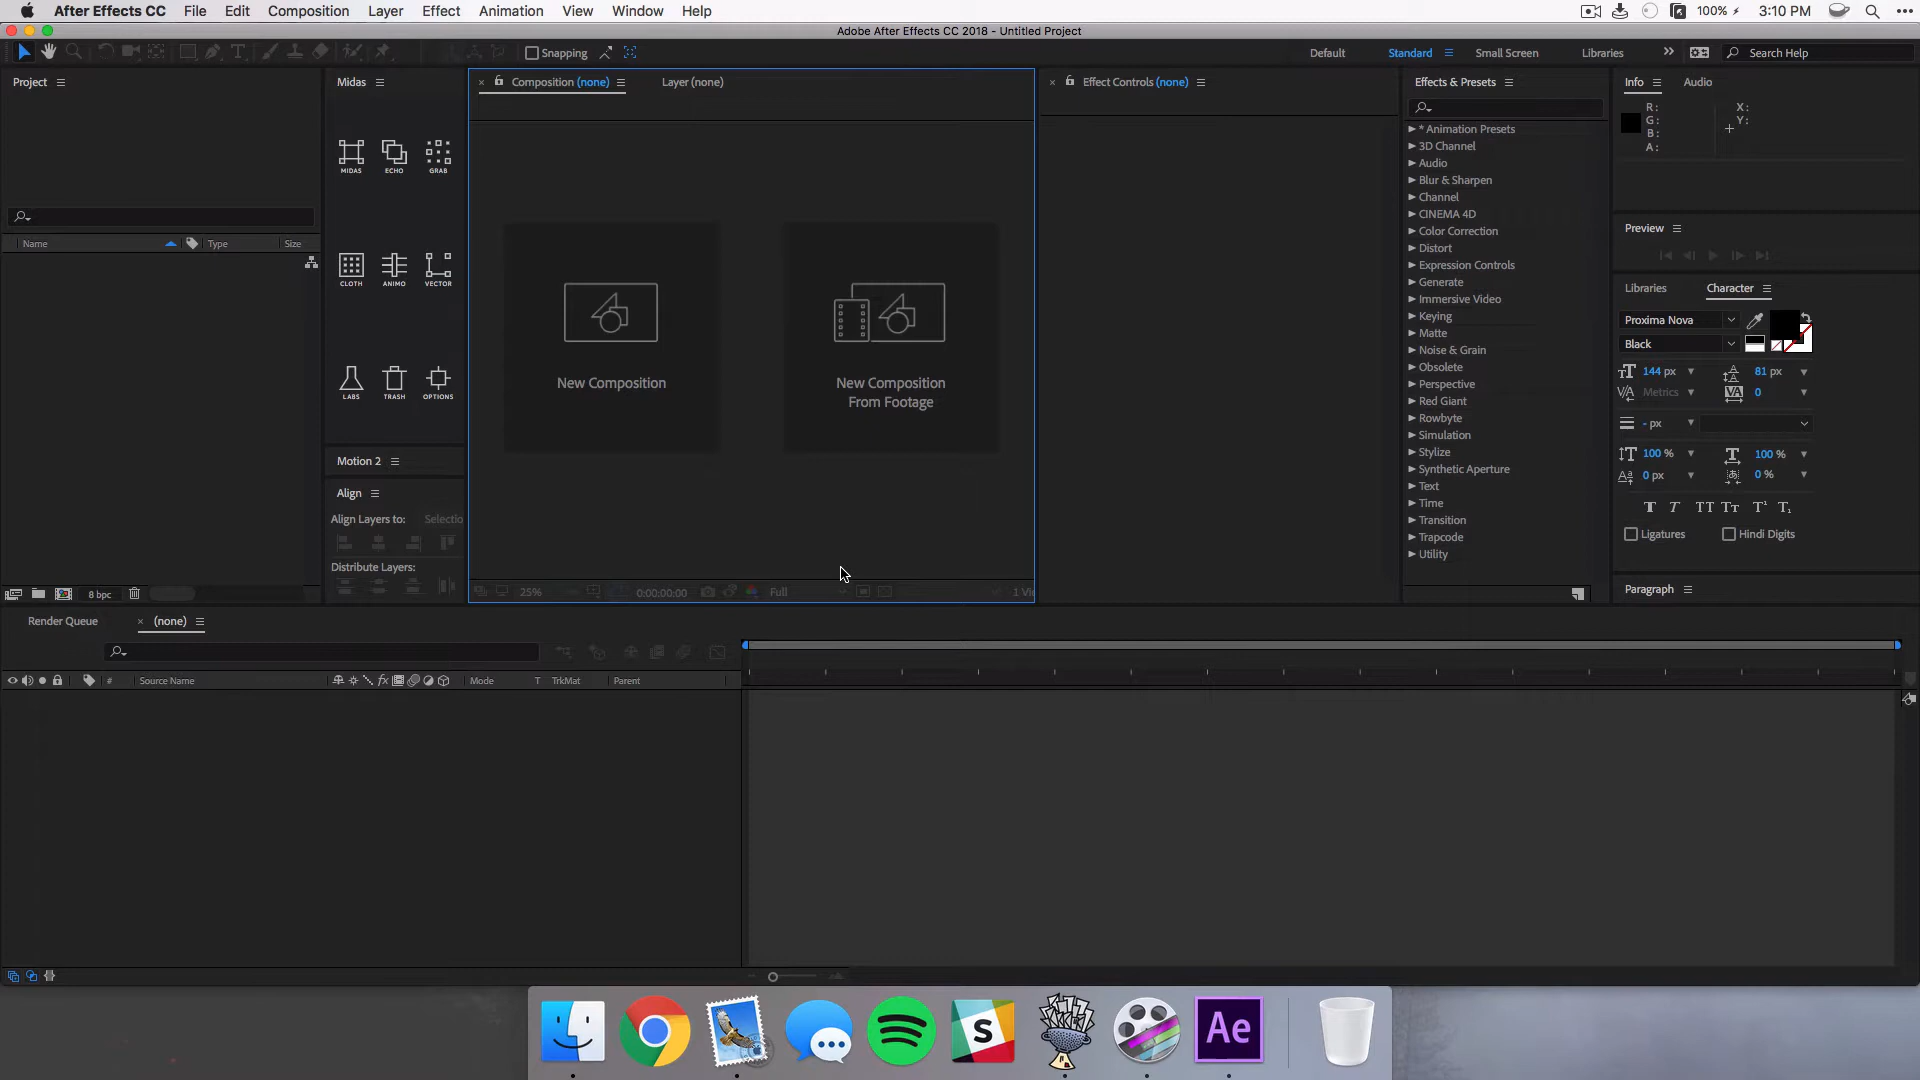 After Effects CC File Edit Composition Layer Effect Animation View Window Help 100% 3:10 PM
Adobe After Effects CC 2018 - Untitled Project
Snapping Default Standard Small Screen Libraries Search Help
Project
Name Type Size
8 bpc
Midas
MIDAS ECHO GRAB
CLOTH ANIMO VECTOR
LABS TRASH OPTIONS
Motion 2
Align
Align Layers to: Selectio
Distribute Layers:
Composition (none) Layer (none)
New Composition
New Composition
From Footage
25% 0:00:00:00 Full 1 Vi
Effect Controls (none)
Effects & Presets
* Animation Presets
3D Channel
Audio
Blur & Sharpen
Channel
CINEMA 4D
Color Correction
Distort
Expression Controls
Generate
Immersive Video
Keying
Matte
Noise & Grain
Obsolete
Perspective
Red Giant
Rowbyte
Simulation
Stylize
Synthetic Aperture
Text
Time
Transition
Trapcode
Utility
Info Audio
R: X:
G: Y:
B:
A:
Preview
Libraries Character
Proxima Nova
Black
144 px 81 px
Metrics 0
- px
100 % 100 %
0 px 0 %
Ligatures Hindi Digits
Paragraph
Render Queue (none)
# Source Name fx Mode T TrkMat Parent
S Ae